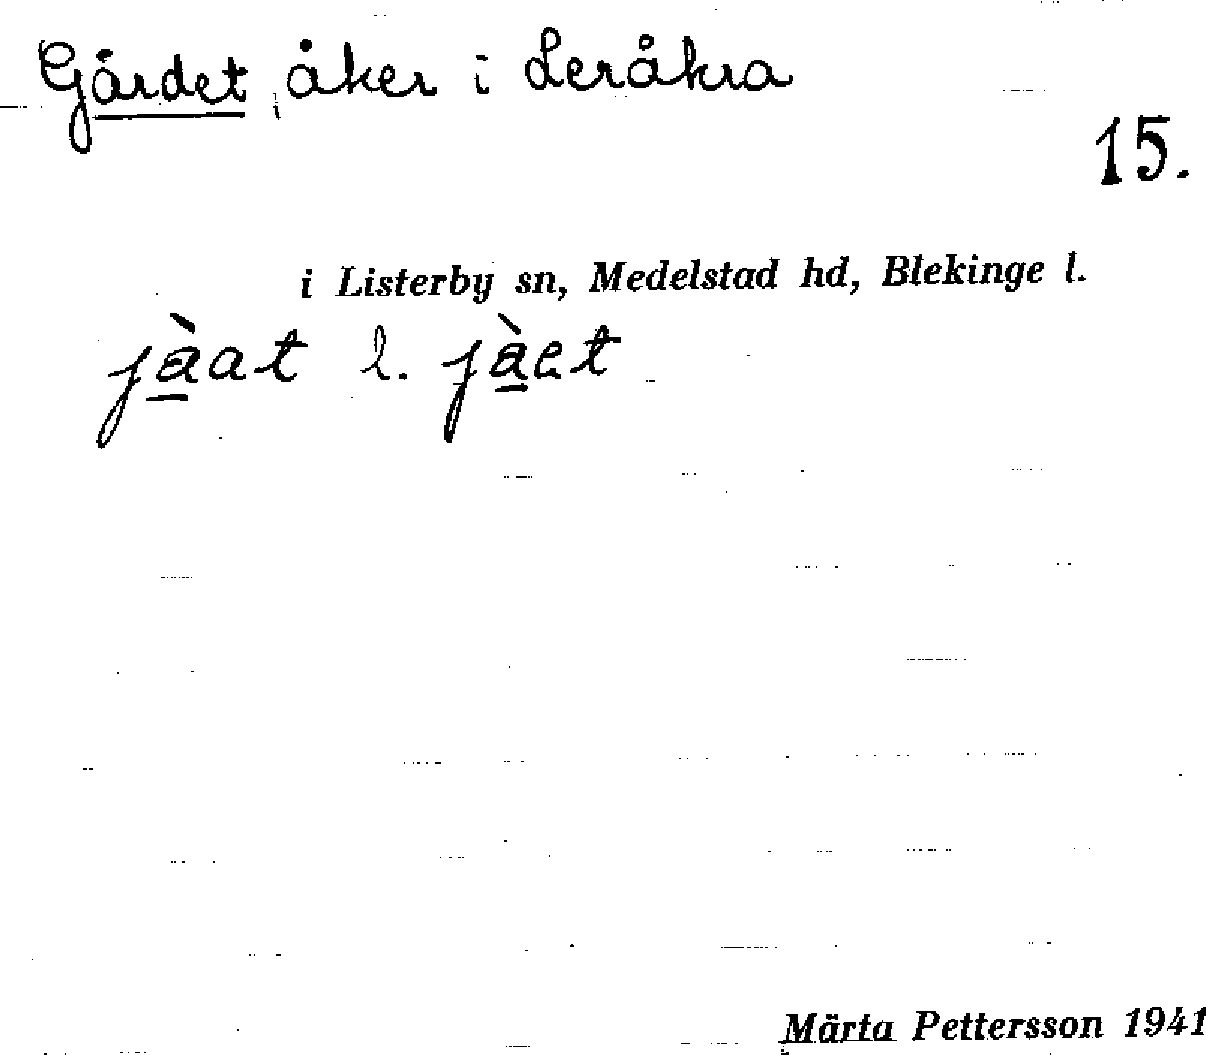 Gärdet, åker i Leråkra
15.
i Listerby sn, Medelstad hd, Blekinge l.
jàat l. jàet
Märta Pettersson 1941